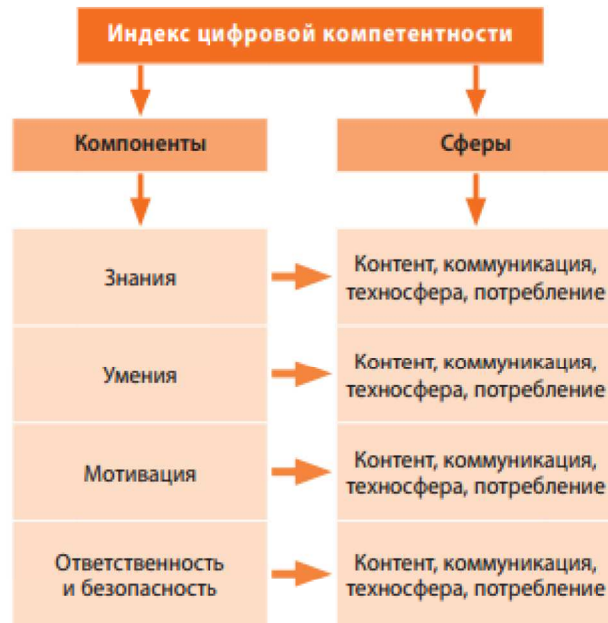 Индекс цифровой компетентности
Компоненты
Сферы
Знания
Контент, коммуникация,
техносфера, потребление
Умения
Контент, коммуникация,
техносфера, потребление
Мотивация
Контент, коммуникация,
техносфера, потребление
Ответственность
и безопасность
Контент, коммуникация,
техносфера, потребление